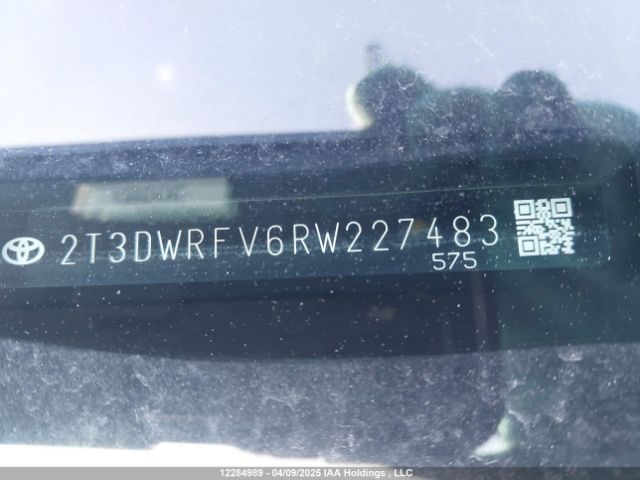 2T3DWRFV6RW227483
575
12284989 - 04/09/2025 IAA Holdings , LLC